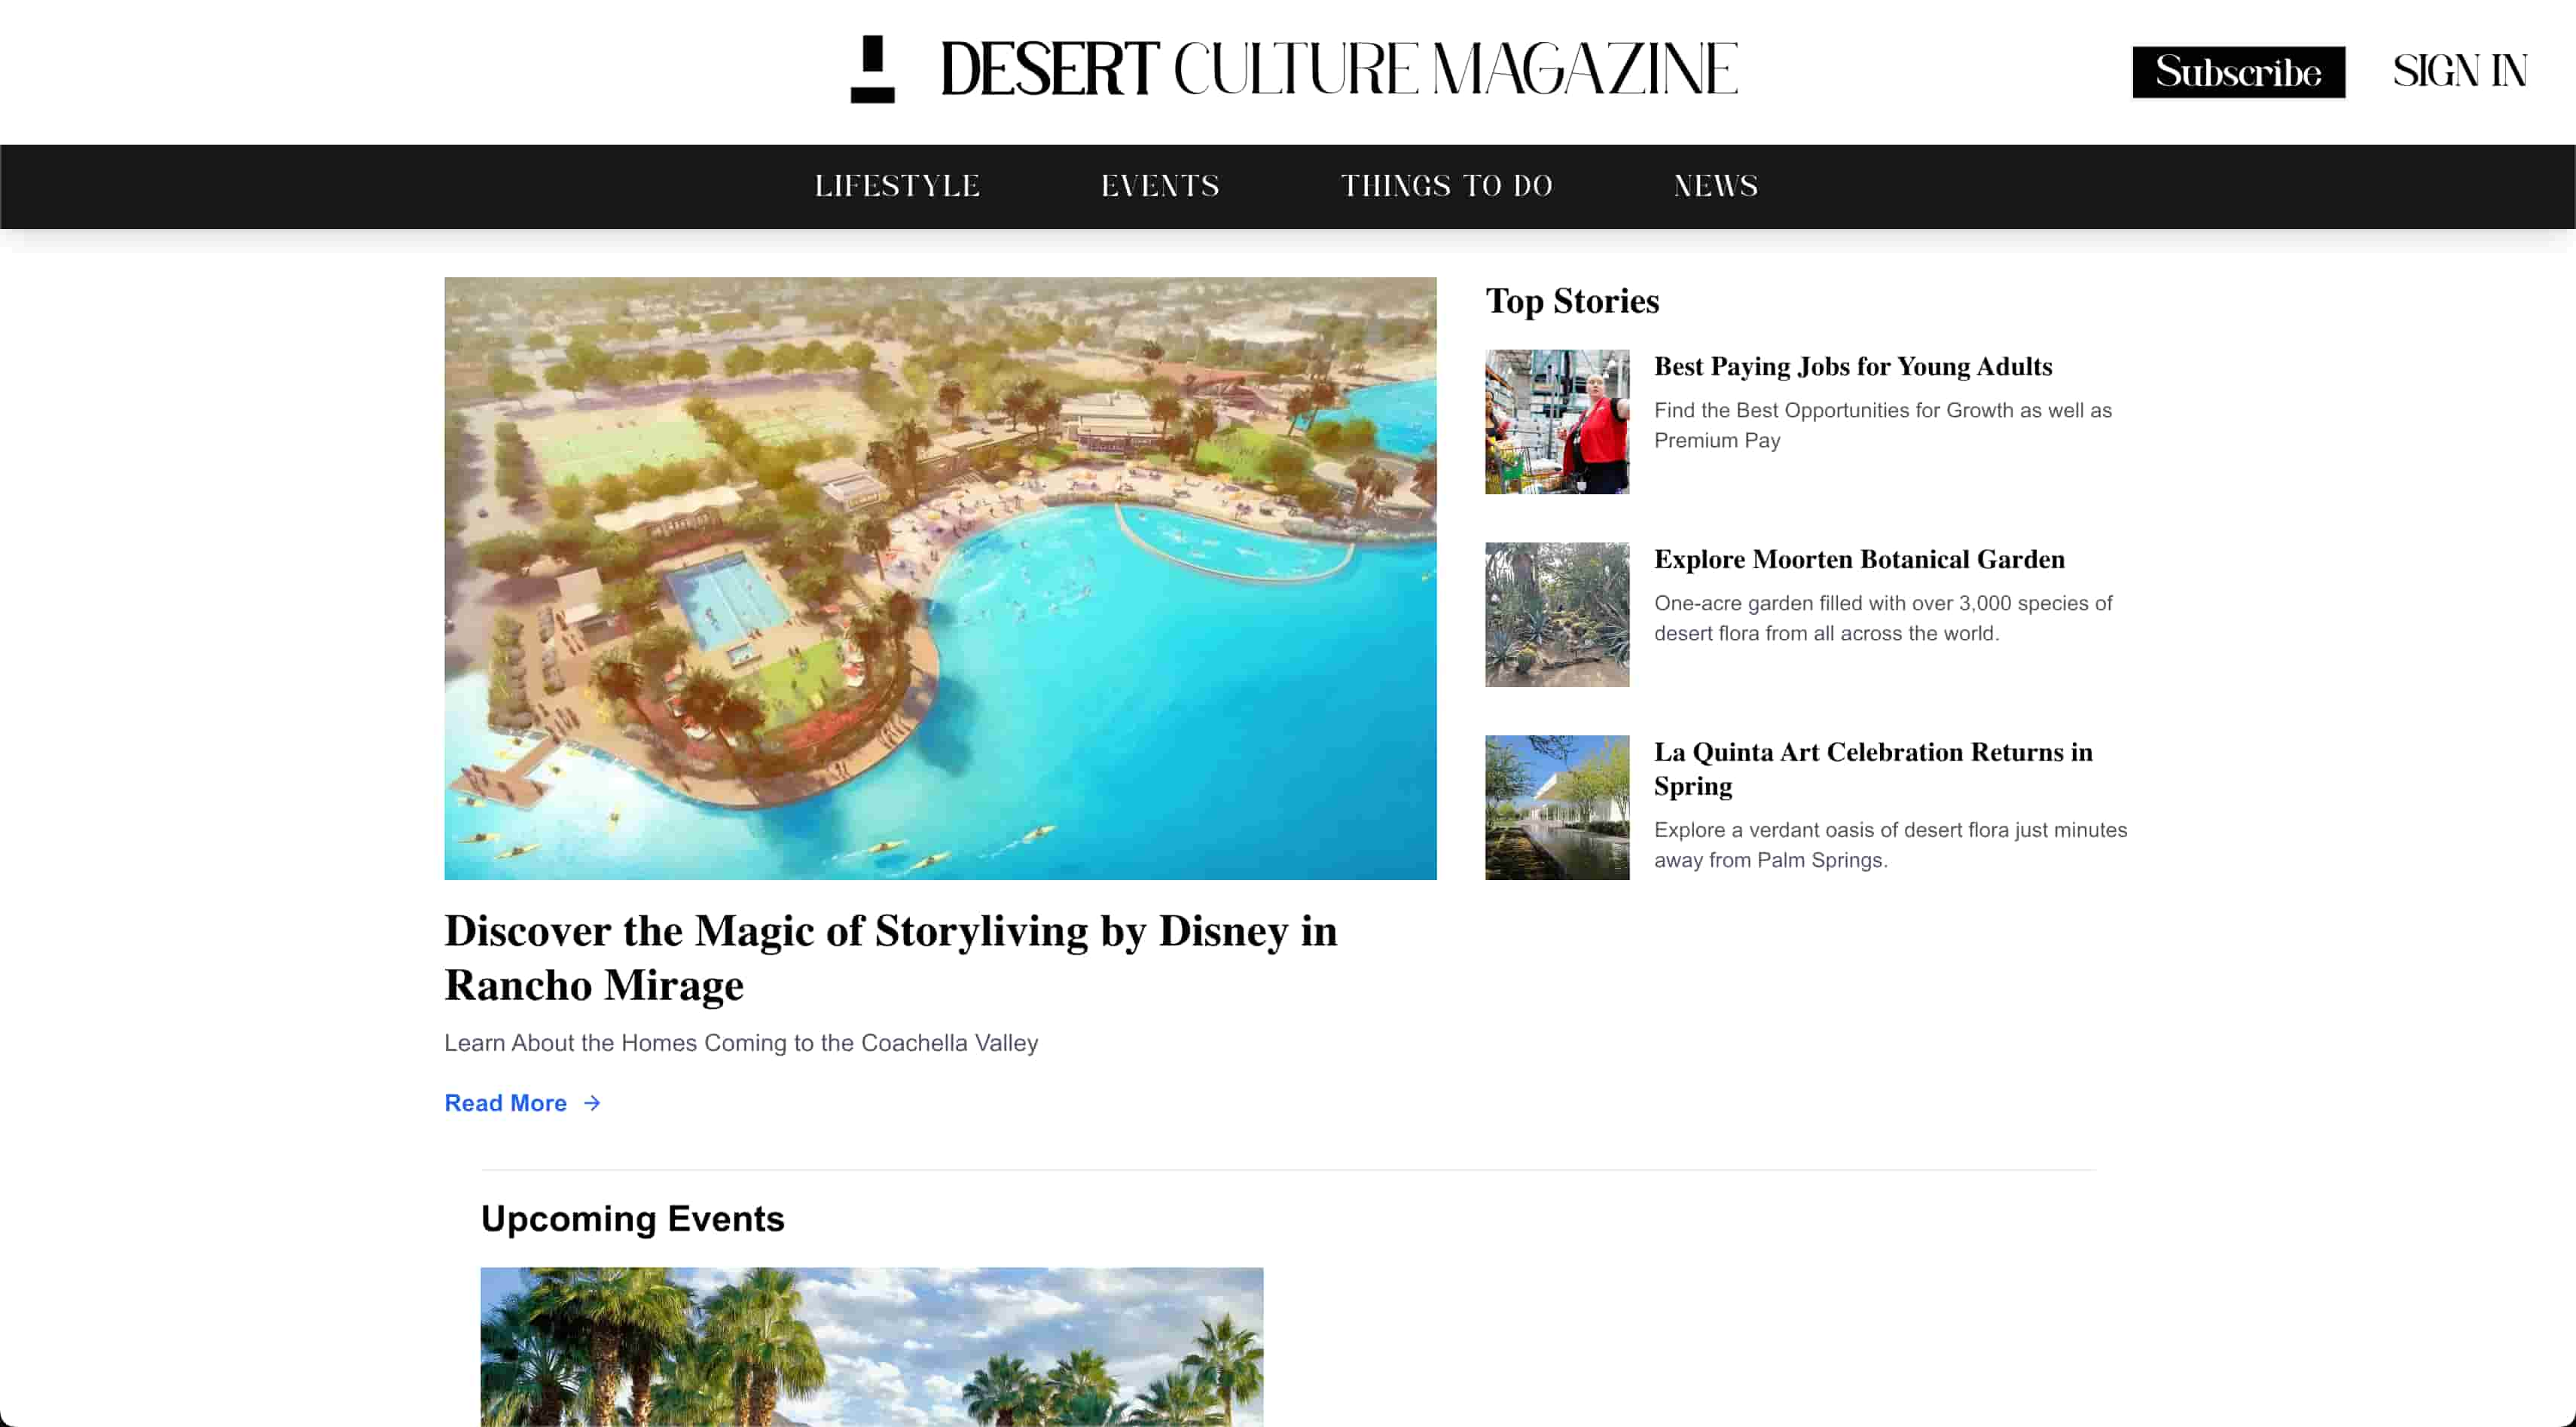 DESERT CULTURE MAGAZINE
Subscribe
SIGN IN
LIFESTYLE
EVENTS
THINGS TO DO
NEWS
Top Stories
Best Paying Jobs for Young Adults
Find the Best Opportunities for Growth as well as
Premium Pay
Explore Moorten Botanical Garden
One-acre garden filled with over 3,000 species of
desert flora from all across the world.
La Quinta Art Celebration Returns in
Spring
Explore a verdant oasis of desert flora just minutes
away from Palm Springs.
Discover the Magic of Storyliving by Disney in
Rancho Mirage
Learn About the Homes Coming to the Coachella Valley
Read More
Upcoming Events